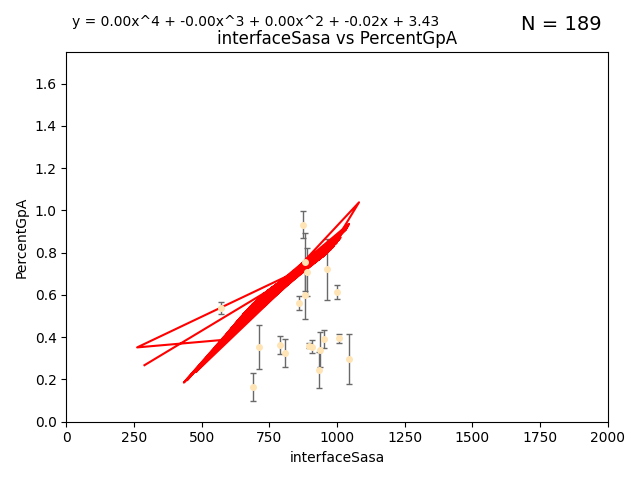 y = 0.00x^4 + -0.00x^3 + 0.00x^2 + -0.02x + 3.43
N = 189
interfaceSasa vs PercentGpA
PercentGpA
1.6
1.4
1.2
1.0
0.8
0.6
0.4
0.2
0.0
0 250 500 750 1000 1250 1500 1750 2000
interfaceSasa